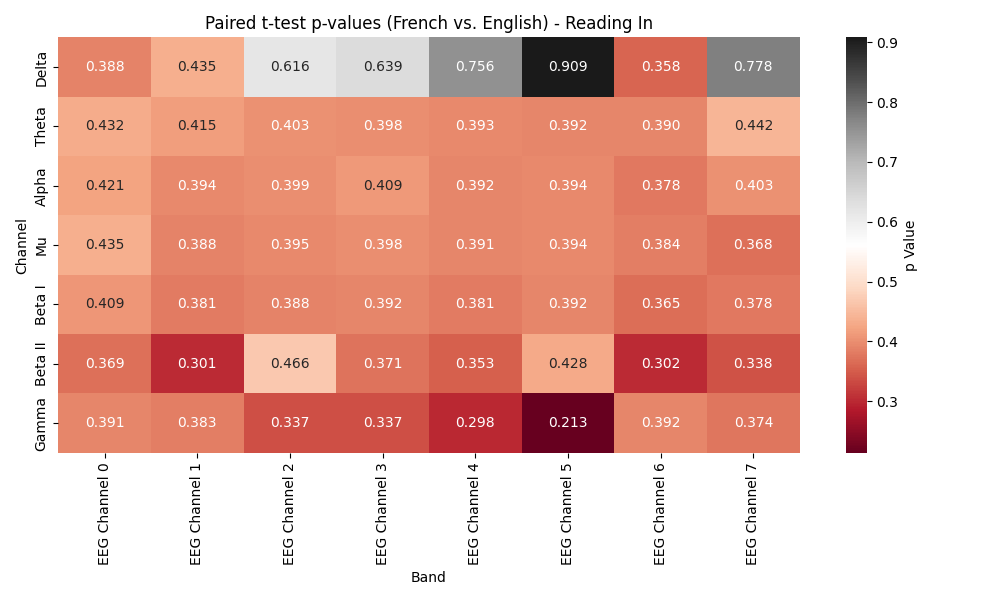 Paired t-test p-values (French vs. English) - Reading In
Channel
Delta 0.388 0.435 0.616 0.639 0.756 0.909 0.358 0.778
Theta 0.432 0.415 0.403 0.398 0.393 0.392 0.390 0.442
Alpha 0.421 0.394 0.399 0.409 0.392 0.394 0.378 0.403
Mu 0.435 0.388 0.395 0.398 0.391 0.394 0.384 0.368
Beta I 0.409 0.381 0.388 0.392 0.381 0.392 0.365 0.378
Beta II 0.369 0.301 0.466 0.371 0.353 0.428 0.302 0.338
Gamma 0.391 0.383 0.337 0.337 0.298 0.213 0.392 0.374
EEG Channel 0
EEG Channel 1
EEG Channel 2
EEG Channel 3
EEG Channel 4
EEG Channel 5
EEG Channel 6
EEG Channel 7
Band
0.9
0.8
0.7
0.6
0.5
0.4
0.3
p Value